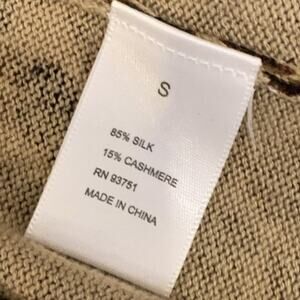 S
85% SILK
15% CASHMERE
RN 93751
MADE IN CHINA